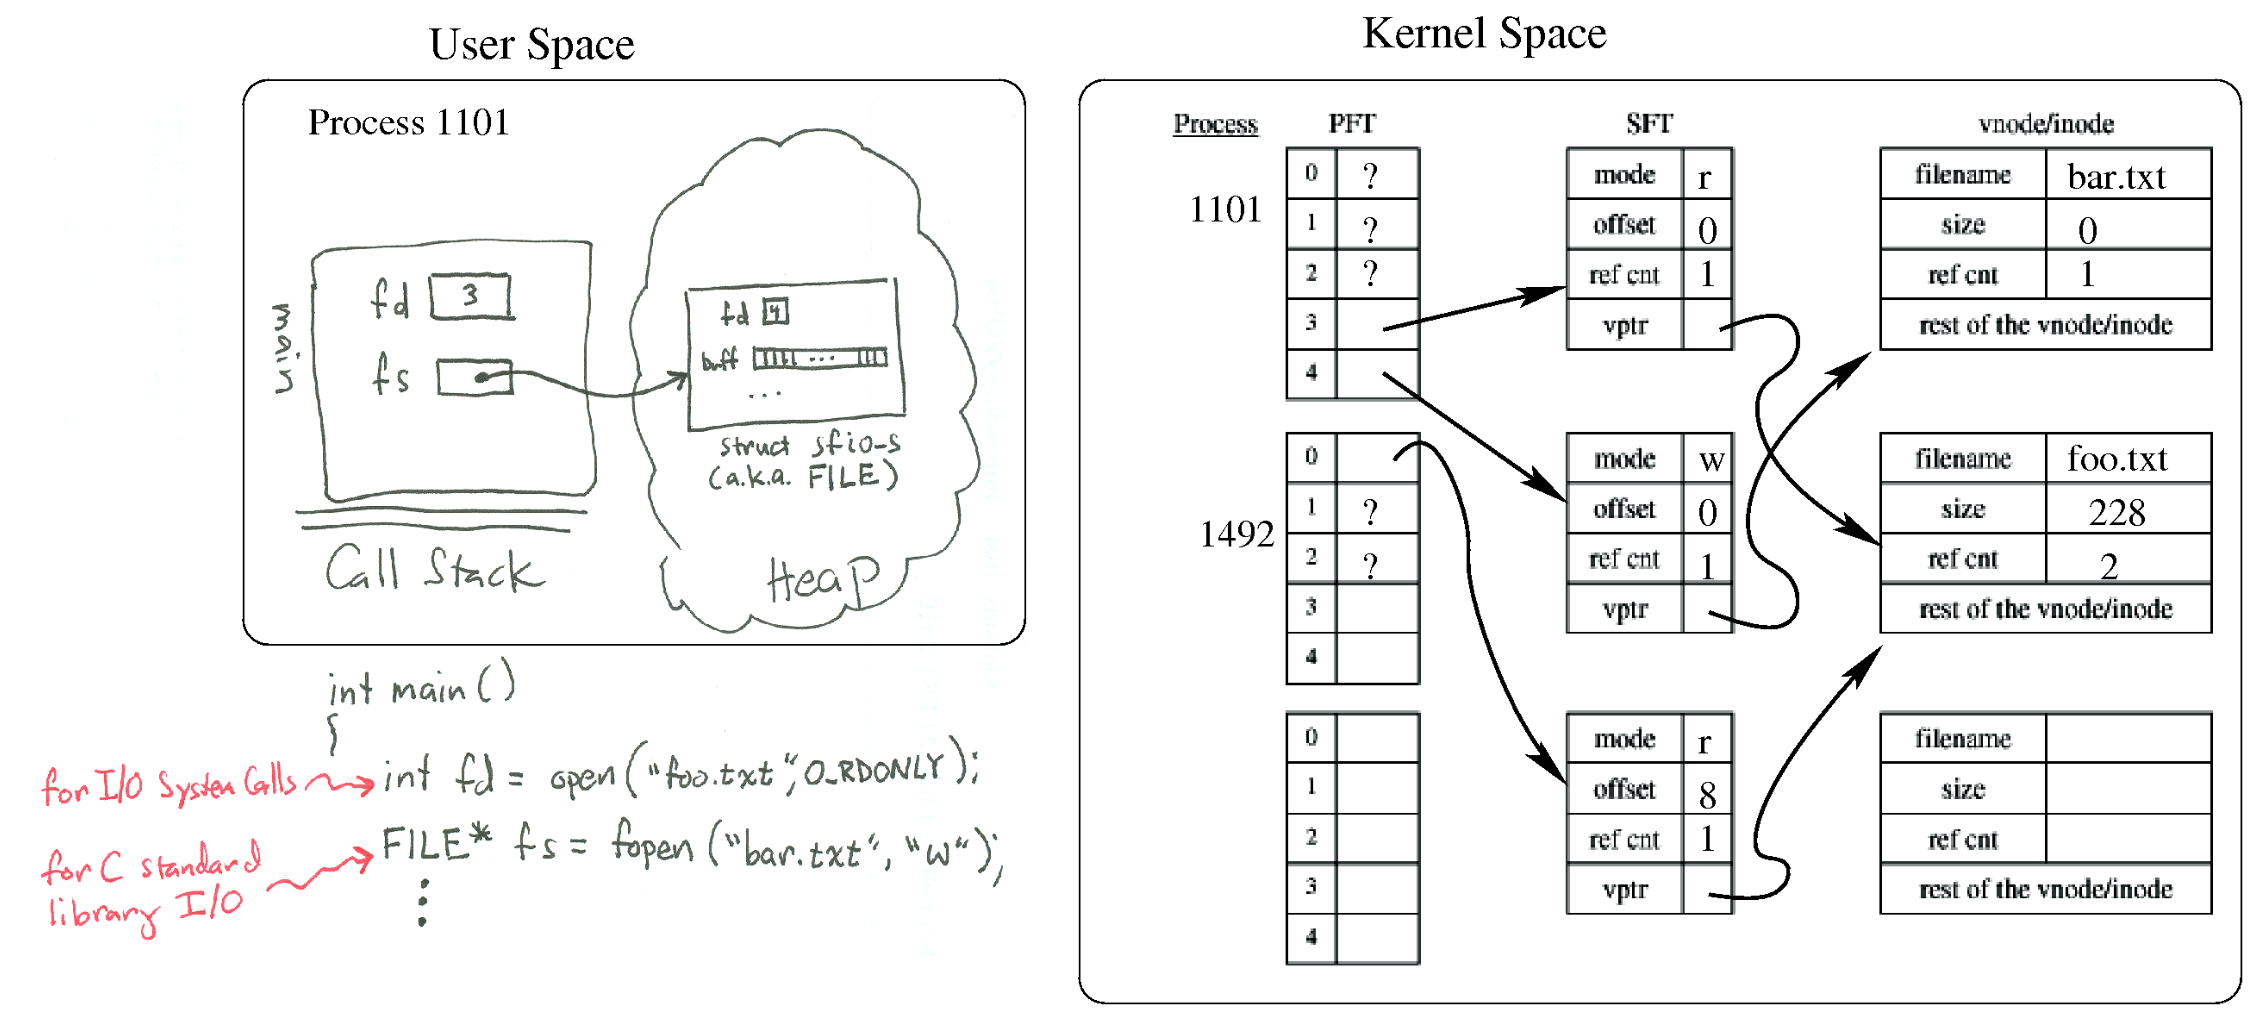 User Space
Process 1101
main
fd 3
fs
Call Stack
fd 4
buff ...
...
struct sfio_s
(a.k.a. FILE)
Heap
int main()
{
for I/O System Calls
int fd = open("foo.txt", O_RDONLY);
for C standard
library I/O
FILE* fs = fopen("bar.txt", "w");
Kernel Space
Process PFT SFT vnode/inode
1101
0 ?
1 ?
2 ?
3
4
mode r
offset 0
ref cnt 1
vptr
filename bar.txt
size 0
ref cnt 1
rest of the vnode/inode
1492
0
1 ?
2 ?
3
4
mode w
offset 0
ref cnt 1
vptr
filename foo.txt
size 228
ref cnt 2
rest of the vnode/inode
0
1
2
3
4
mode r
offset 8
ref cnt 1
vptr
filename
size
ref cnt
rest of the vnode/inode